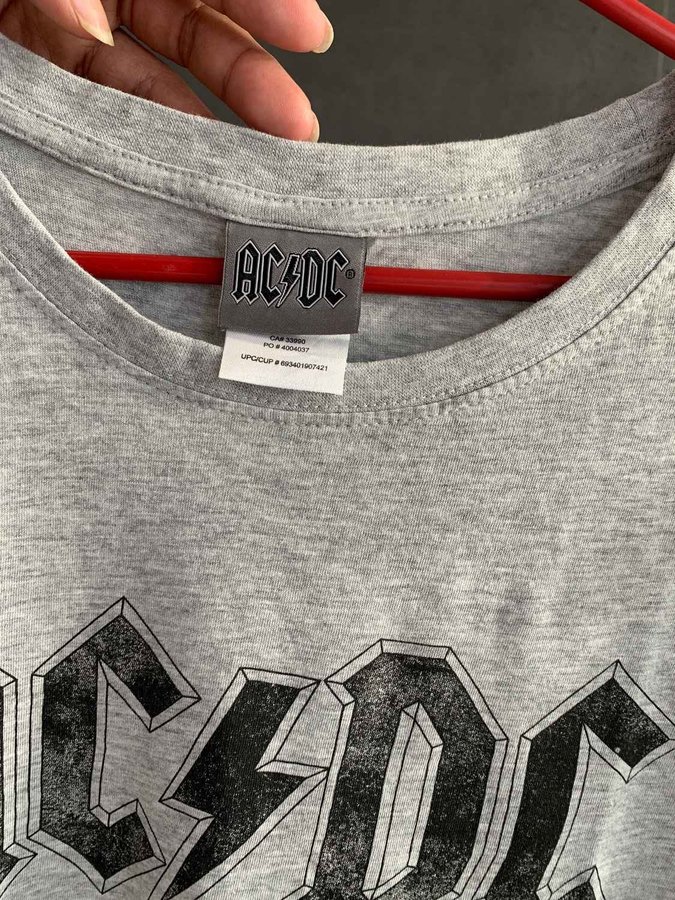 AC⚡DC®
CA# 33990
PO # 4004037
UPC/CUP # 693401907421
AC⚡DC